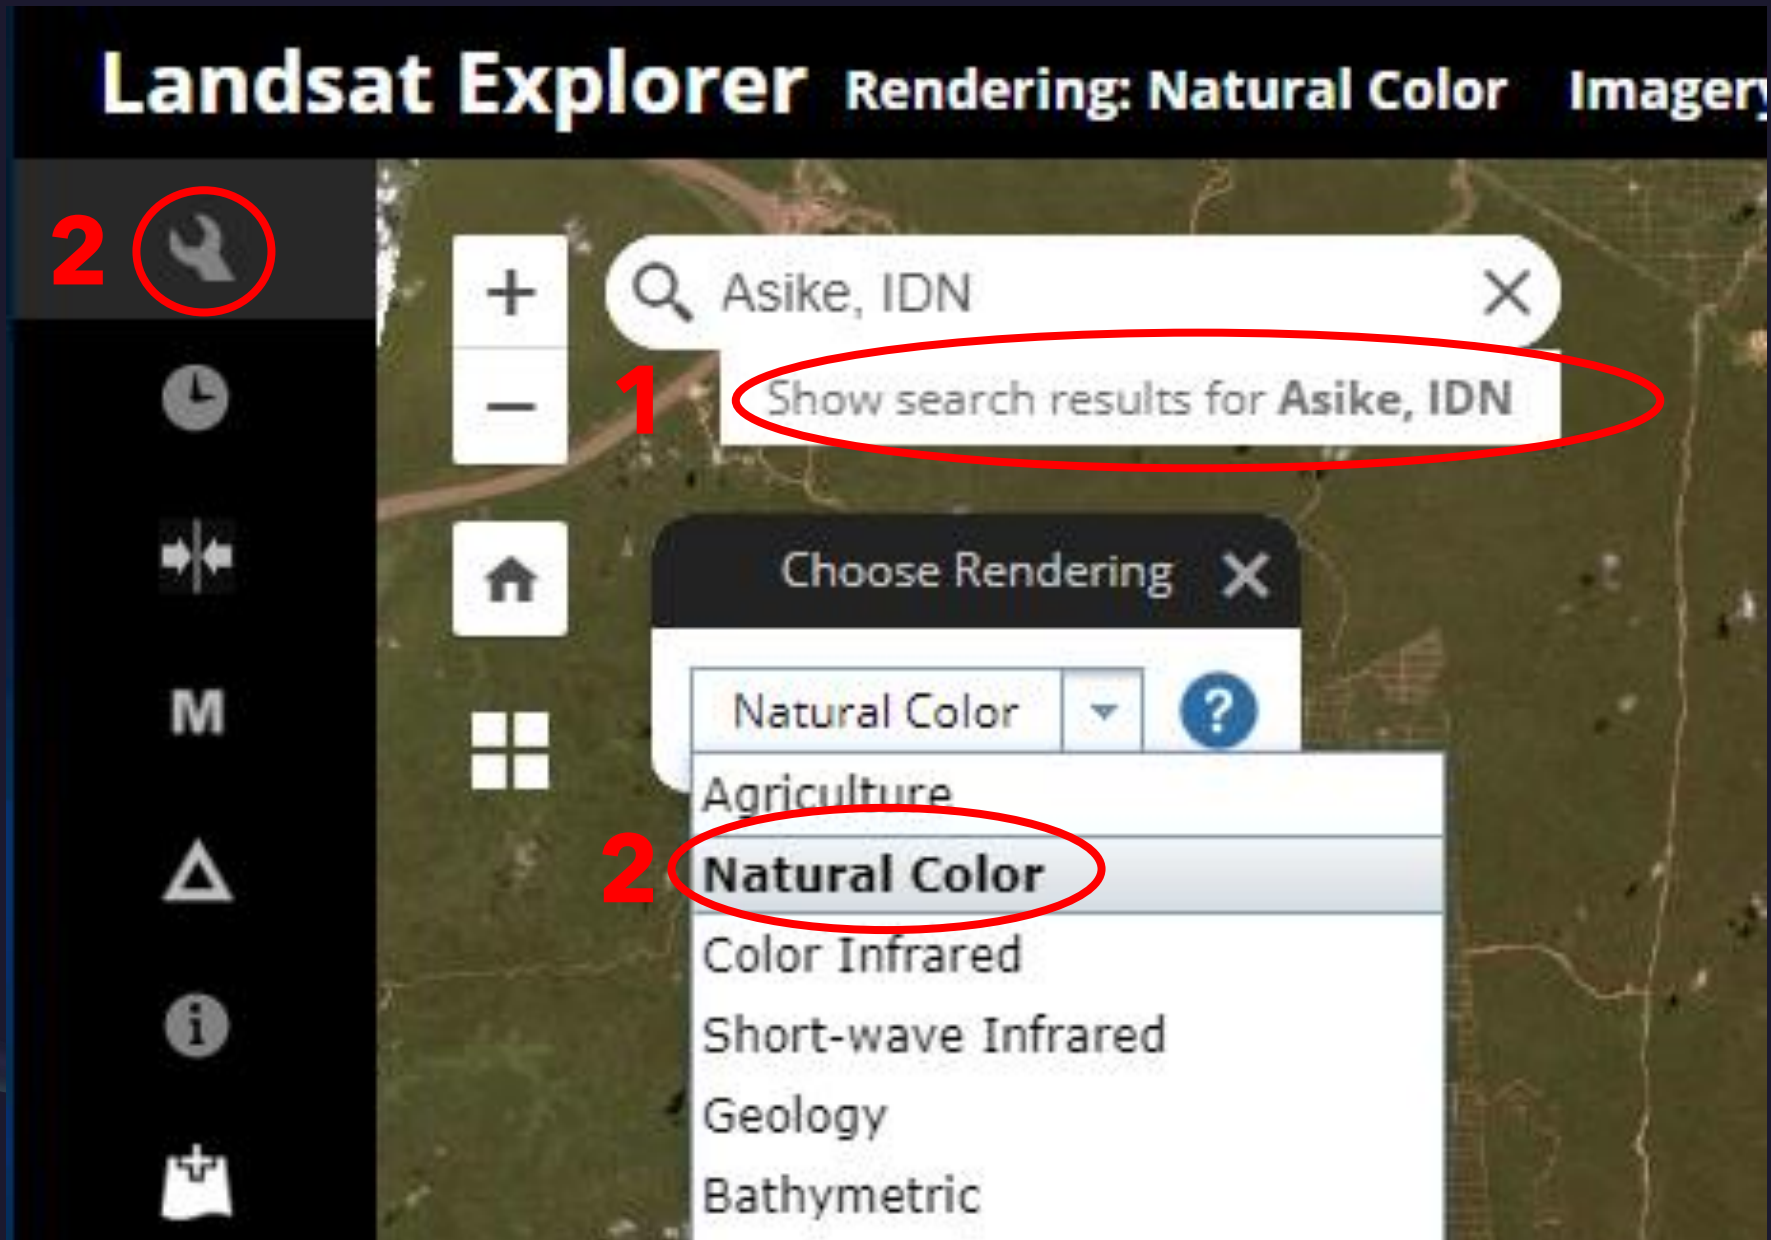 Landsat Explorer Rendering: Natural Color Imagery
2
Asike, IDN
1
Show search results for Asike, IDN
Choose Rendering
Natural Color
?
Agriculture
2
Natural Color
Color Infrared
Short-wave Infrared
Geology
Bathymetric
M
i